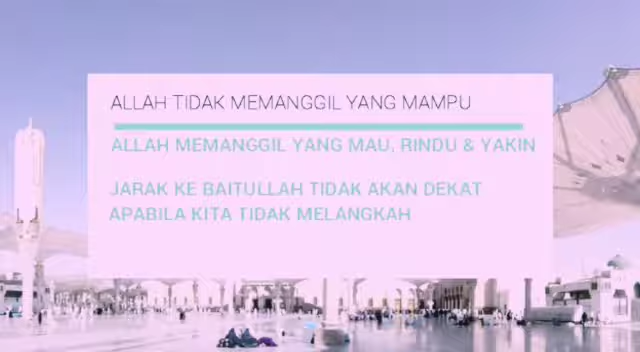 ALLAH TIDAK MEMANGGIL YANG MAMPU
ALLAH MEMANGGIL YANG MAU, RINDU & YAKIN
JARAK KE BAITULLAH TIDAK AKAN DEKAT
APABILA KITA TIDAK MELANGKAH